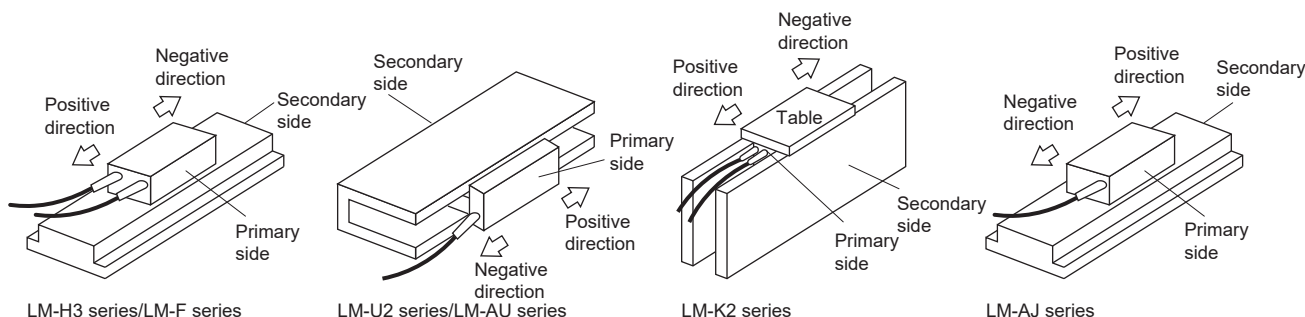 Negative
direction
Positive
direction
Secondary
side
Primary
side
LM-H3 series/LM-F series
Secondary
side
Primary
side
Positive
direction
Negative
direction
LM-U2 series/LM-AU series
Negative
direction
Positive
direction
Table
Secondary
side
Primary
side
LM-K2 series
Positive
direction
Secondary
side
Negative
direction
Primary
side
LM-AJ series